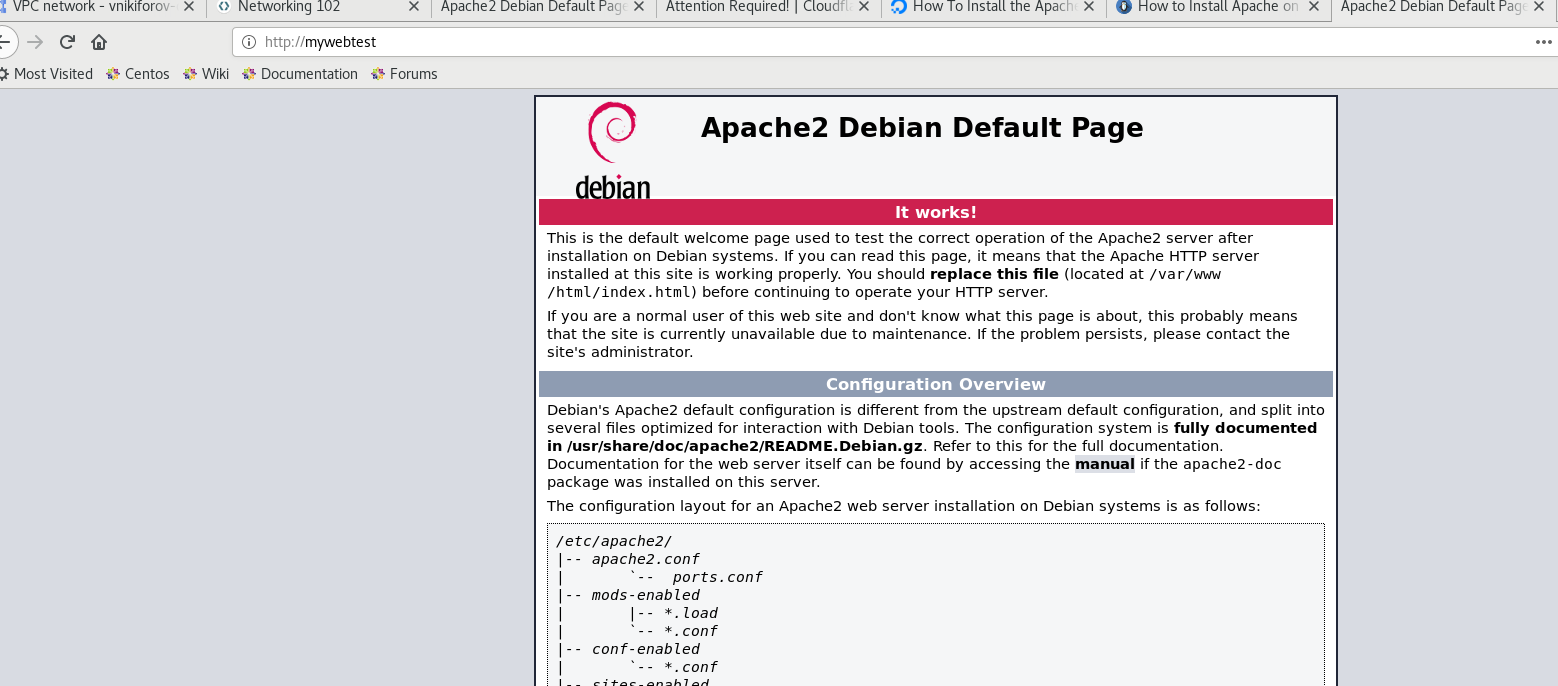 VPC network - vnikiforov- Networking 102 Apache2 Debian Default Page Attention Required! | Cloudfla How To Install the Apach How to Install Apache on Apache2 Debian Default Page
http://mywebtest
Most Visited Centos Wiki Documentation Forums
debian
Apache2 Debian Default Page
It works!
This is the default welcome page used to test the correct operation of the Apache2 server after
installation on Debian systems. If you can read this page, it means that the Apache HTTP server
installed at this site is working properly. You should replace this file (located at /var/www
/html/index.html) before continuing to operate your HTTP server.
If you are a normal user of this web site and don't know what this page is about, this probably means
that the site is currently unavailable due to maintenance. If the problem persists, please contact the
site's administrator.
Configuration Overview
Debian's Apache2 default configuration is different from the upstream default configuration, and split into
several files optimized for interaction with Debian tools. The configuration system is fully documented
in /usr/share/doc/apache2/README.Debian.gz. Refer to this for the full documentation.
Documentation for the web server itself can be found by accessing the manual if the apache2-doc
package was installed on this server.
The configuration layout for an Apache2 web server installation on Debian systems is as follows:
/etc/apache2/
|-- apache2.conf
|       `--  ports.conf
|-- mods-enabled
|       |-- *.load
|       `-- *.conf
|-- conf-enabled
|       `-- *.conf
|-- sites-enabled